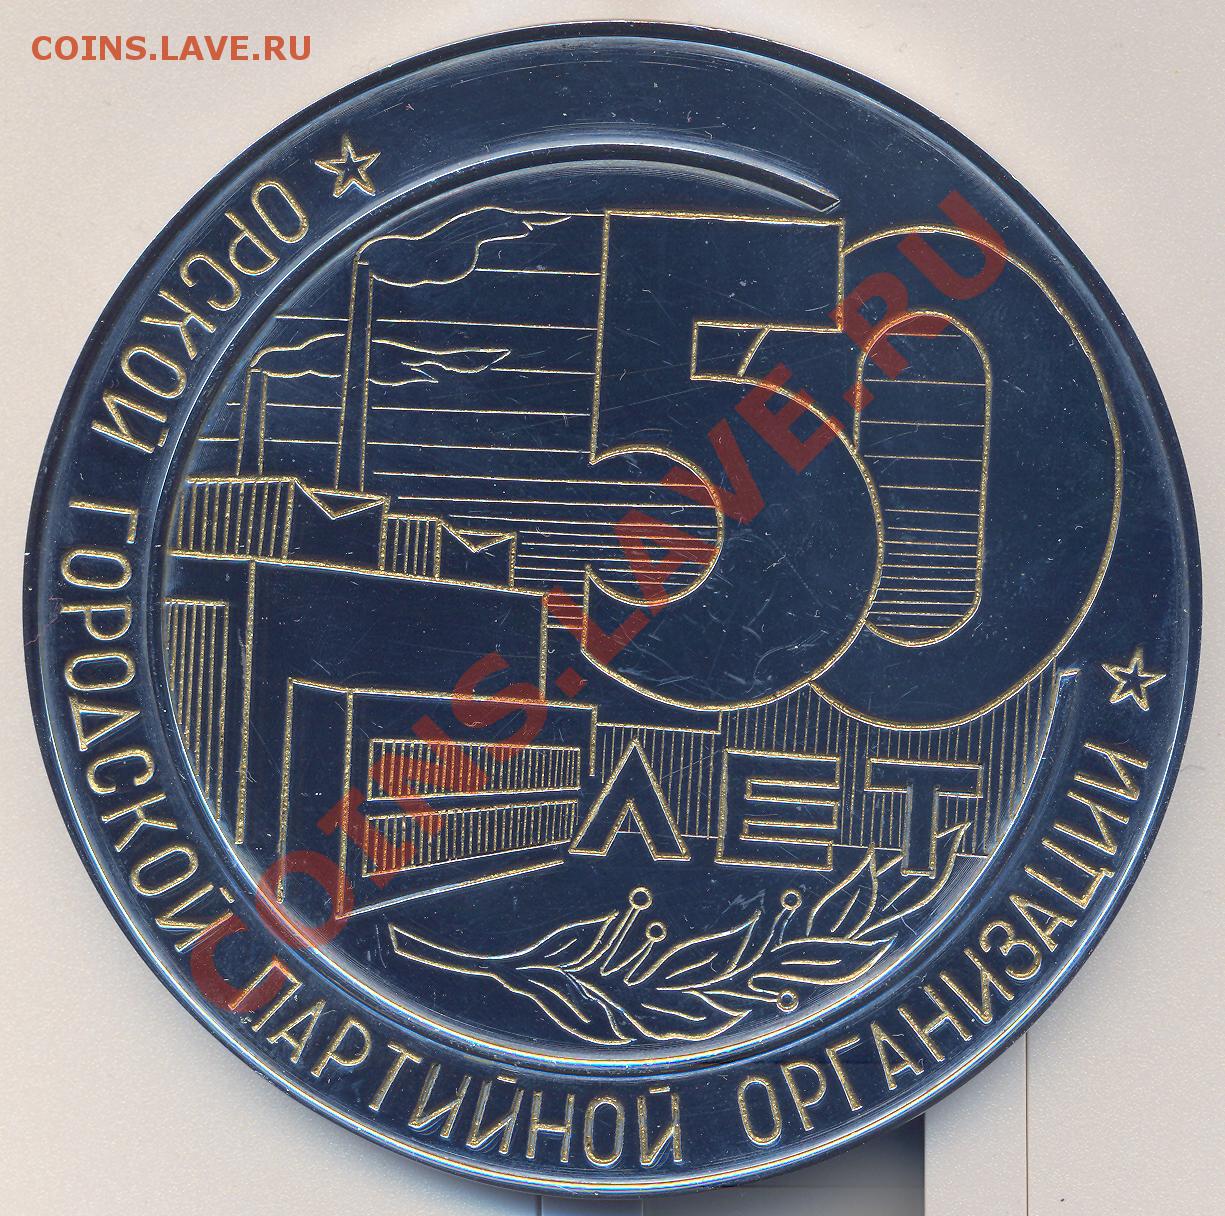 COINS.LAVE.RU
50
ЛЕТ
ОРСКОЙ ГОРОДСКОЙ ПАРТИЙНОЙ ОРГАНИЗАЦИИ
COINS.LAVE.RU